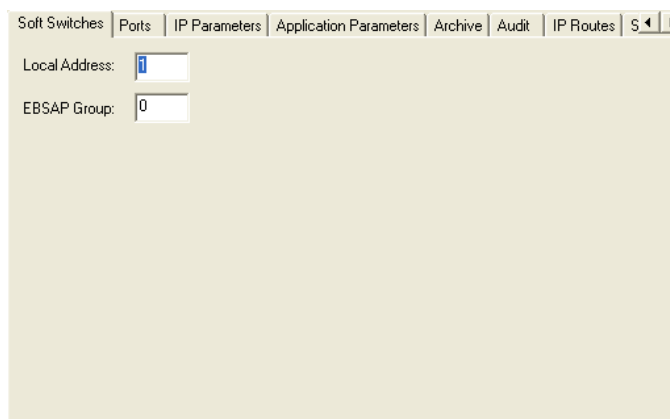 Soft Switches Ports IP Parameters Application Parameters Archive Audit IP Routes S
Local Address: 1
EBSAP Group: 0